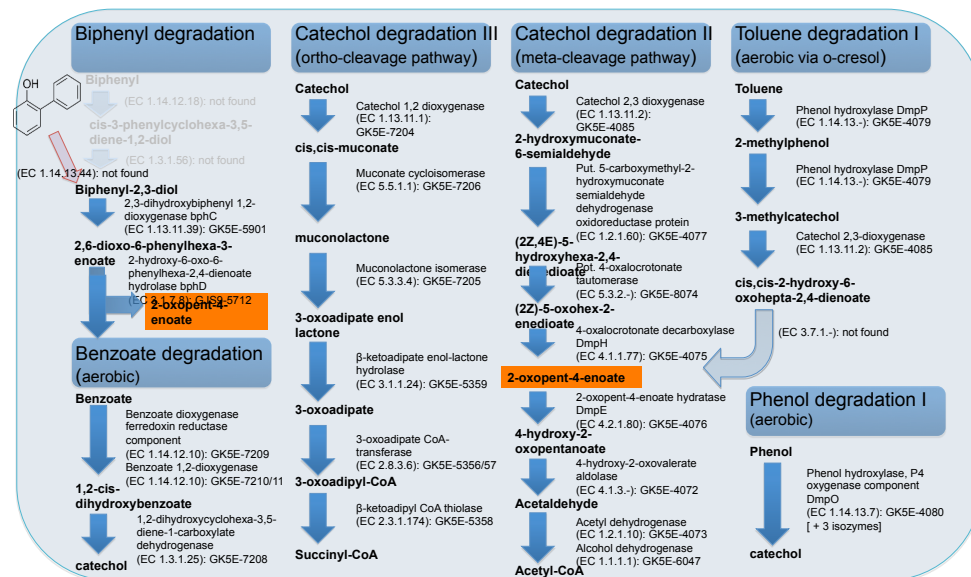 Biphenyl degradation
OH
Biphenyl
(EC 1.14.12.18): not found
cis-3-phenylcyclohexa-3,5-
diene-1,2-diol
(EC 1.3.1.56): not found
(EC 1.14.13.44): not found
Biphenyl-2,3-diol
2,3-dihydroxybiphenyl 1,2-
dioxygenase bphC
(EC 1.13.11.39): GK5E-5901
2,6-dioxo-6-phenylhexa-3-
enoate
2-hydroxy-6-oxo-6-
phenylhexa-2,4-dienoate
hydrolase bphD
(EC 3.1.7.8): GJS9-5712
2-oxopent-4-
enoate
Benzoate degradation
(aerobic)
Benzoate
Benzoate dioxygenase
ferredoxin reductase
component
(EC 1.14.12.10): GK5E-7209
Benzoate 1,2-dioxygenase
(EC 1.14.12.10): GK5E-7210/11
1,2-cis-
dihydroxybenzoate
1,2-dihydroxycyclohexa-3,5-
diene-1-carboxylate
dehydrogenase
(EC 1.3.1.25): GK5E-7208
catechol
Catechol degradation III
(ortho-cleavage pathway)
Catechol
Catechol 1,2 dioxygenase
(EC 1.13.11.1):
GK5E-7204
cis,cis-muconate
Muconate cycloisomerase
(EC 5.5.1.1): GK5E-7206
muconolactone
Muconolactone isomerase
(EC 5.3.3.4): GK5E-7205
3-oxoadipate enol
lactone
β-ketoadipate enol-lactone
hydrolase
(EC 3.1.1.24): GK5E-5359
3-oxoadipate
3-oxoadipate CoA-
transferase
(EC 2.8.3.6): GK5E-5356/57
3-oxoadipyl-CoA
β-ketoadipyl CoA thiolase
(EC 2.3.1.174): GK5E-5358
Succinyl-CoA
Catechol degradation II
(meta-cleavage pathway)
Catechol
Catechol 2,3 dioxygenase
(EC 1.13.11.2):
GK5E-4085
2-hydroxymuconate-
6-semialdehyde
Put. 5-carboxymethyl-2-
hydroxymuconate
semialdehyde
dehydrogenase
oxidoreductase protein
(EC 1.2.1.60): GK5E-4077
(2Z,4E)-5-
hydroxyhexa-2,4-
dienedioate
Pot. 4-oxalocrotonate
tautomerase
(EC 5.3.2.-): GK5E-8074
(2Z)-5-oxohex-2-
enedioate
4-oxalocrotonate decarboxylase
DmpH
(EC 4.1.1.77): GK5E-4075
2-oxopent-4-enoate
2-oxopent-4-enoate hydratase
DmpE
(EC 4.2.1.80): GK5E-4076
4-hydroxy-2-
oxopentanoate
4-hydroxy-2-oxovalerate
aldolase
(EC 4.1.3.-): GK5E-4072
Acetaldehyde
Acetyl dehydrogenase
(EC 1.2.1.10): GK5E-4073
Alcohol dehydrogenase
(EC 1.1.1.1): GK5E-6047
Acetyl-CoA
Toluene degradation I
(aerobic via o-cresol)
Toluene
Phenol hydroxylase DmpP
(EC 1.14.13.-): GK5E-4079
2-methylphenol
Phenol hydroxylase DmpP
(EC 1.14.13.-): GK5E-4079
3-methylcatechol
Catechol 2,3-dioxygenase
(EC 1.13.11.2): GK5E-4085
cis,cis-2-hydroxy-6-
oxohepta-2,4-dienoate
(EC 3.7.1.-): not found
Phenol degradation I
(aerobic)
Phenol
Phenol hydroxylase, P4
oxygenase component
DmpO
(EC 1.14.13.7): GK5E-4080
[ + 3 isozymes]
catechol